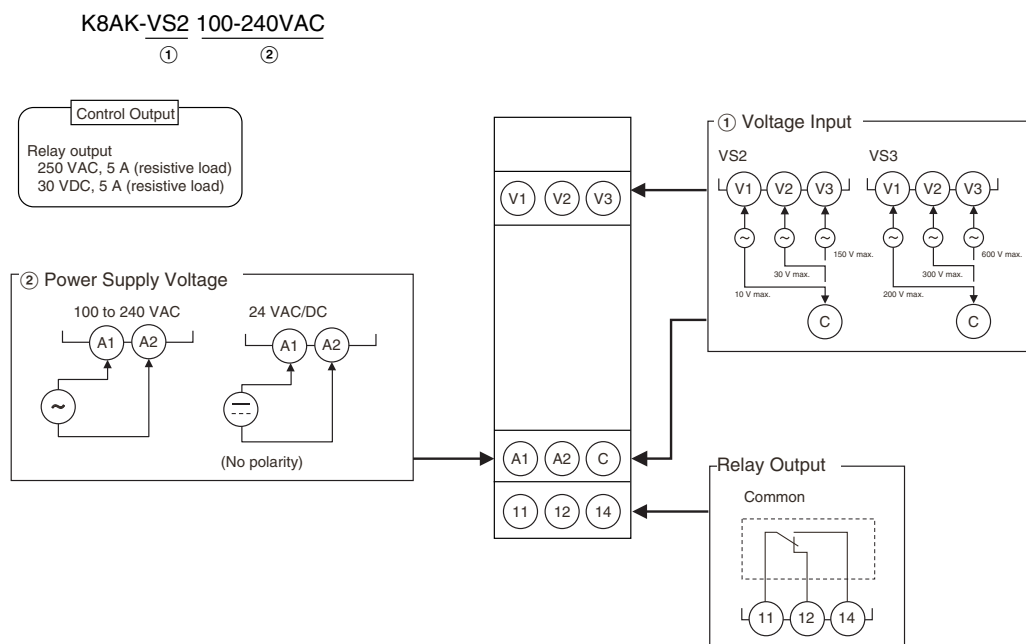 K8AK-VS2 100-240VAC
① ②
Control Output
Relay output
250 VAC, 5 A (resistive load)
30 VDC, 5 A (resistive load)
② Power Supply Voltage
100 to 240 VAC
A1 A2
~
24 VAC/DC
A1 A2
(No polarity)
V1 V2 V3
A1 A2 C
11 12 14
① Voltage Input
VS2
V1 V2 V3
~ ~ ~
150 V max.
30 V max.
10 V max.
C
VS3
V1 V2 V3
~ ~ ~
600 V max.
300 V max.
200 V max.
C
Relay Output
Common
11 12 14